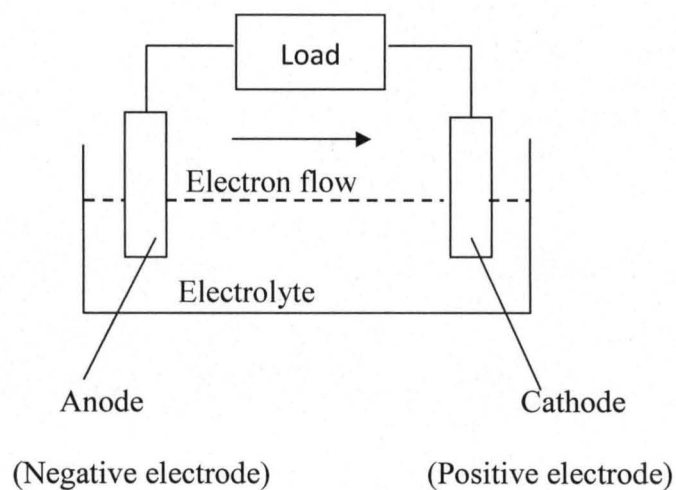 Load
Electron flow
Electrolyte
Anode
Cathode
(Negative electrode)
(Positive electrode)